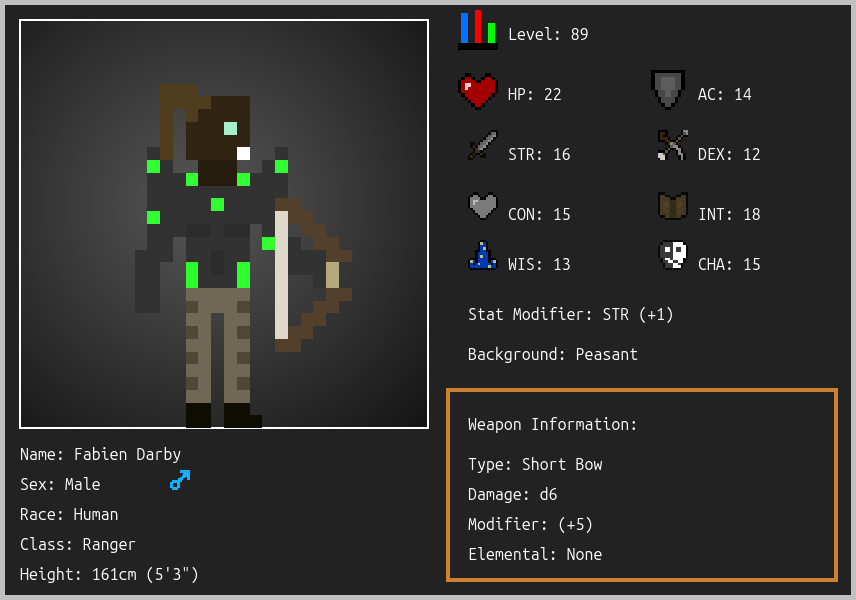 Level: 89
HP: 22
AC: 14
STR: 16
DEX: 12
CON: 15
INT: 18
WIS: 13
CHA: 15
Stat Modifier: STR (+1)
Background: Peasant
Weapon Information:
Type: Short Bow
Damage: d6
Modifier: (+5)
Elemental: None
Name: Fabien Darby
Sex: Male
Race: Human
Class: Ranger
Height: 161cm (5'3")